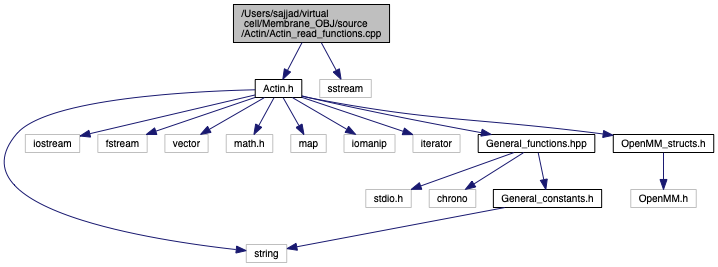 /Users/sajjad/virtual
cell/Membrane_OBJ/source
/Actin/Actin_read_functions.cpp
Actin.h
sstream
iostream
fstream
vector
math.h
map
iomanip
iterator
General_functions.hpp
OpenMM_structs.h
stdio.h
chrono
General_constants.h
OpenMM.h
string